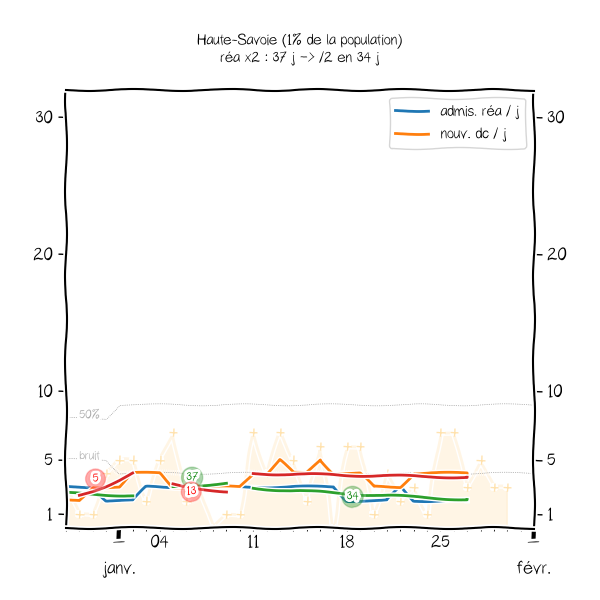 Haute-Savoie (1% de la population)
réa x2 : 37 j -> /2 en 34 j
admis. réa / j
nouv. dc / j
30
30
20
20
10
10
50%
5
bruit
5
5
37
13
34
1
1
04
11
18
25
janv.
févr.